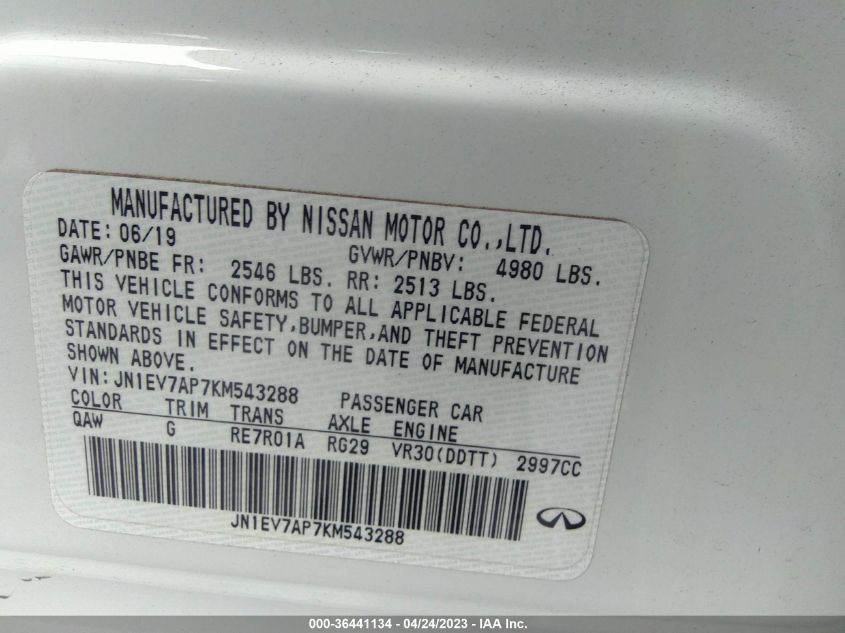 MANUFACTURED BY NISSAN MOTOR CO.,LTD.
DATE: 06/19 GVWR/PNBV: 4980 LBS.
GAWR/PNBE FR: 2546 LBS. RR: 2513 LBS.
THIS VEHICLE CONFORMS TO ALL APPLICABLE FEDERAL
MOTOR VEHICLE SAFETY,BUMPER,AND THEFT PREVENTION
STANDARDS IN EFFECT ON THE DATE OF MANUFACTURE
SHOWN ABOVE.
VIN:JN1EV7AP7KM543288 PASSENGER CAR
COLOR TRIM TRANS AXLE ENGINE
QAW G RE7R01A RG29 VR30(DDTT) 2997CC
JN1EV7AP7KM543288
000-36441134 - 04/24/2023 - IAA Inc.